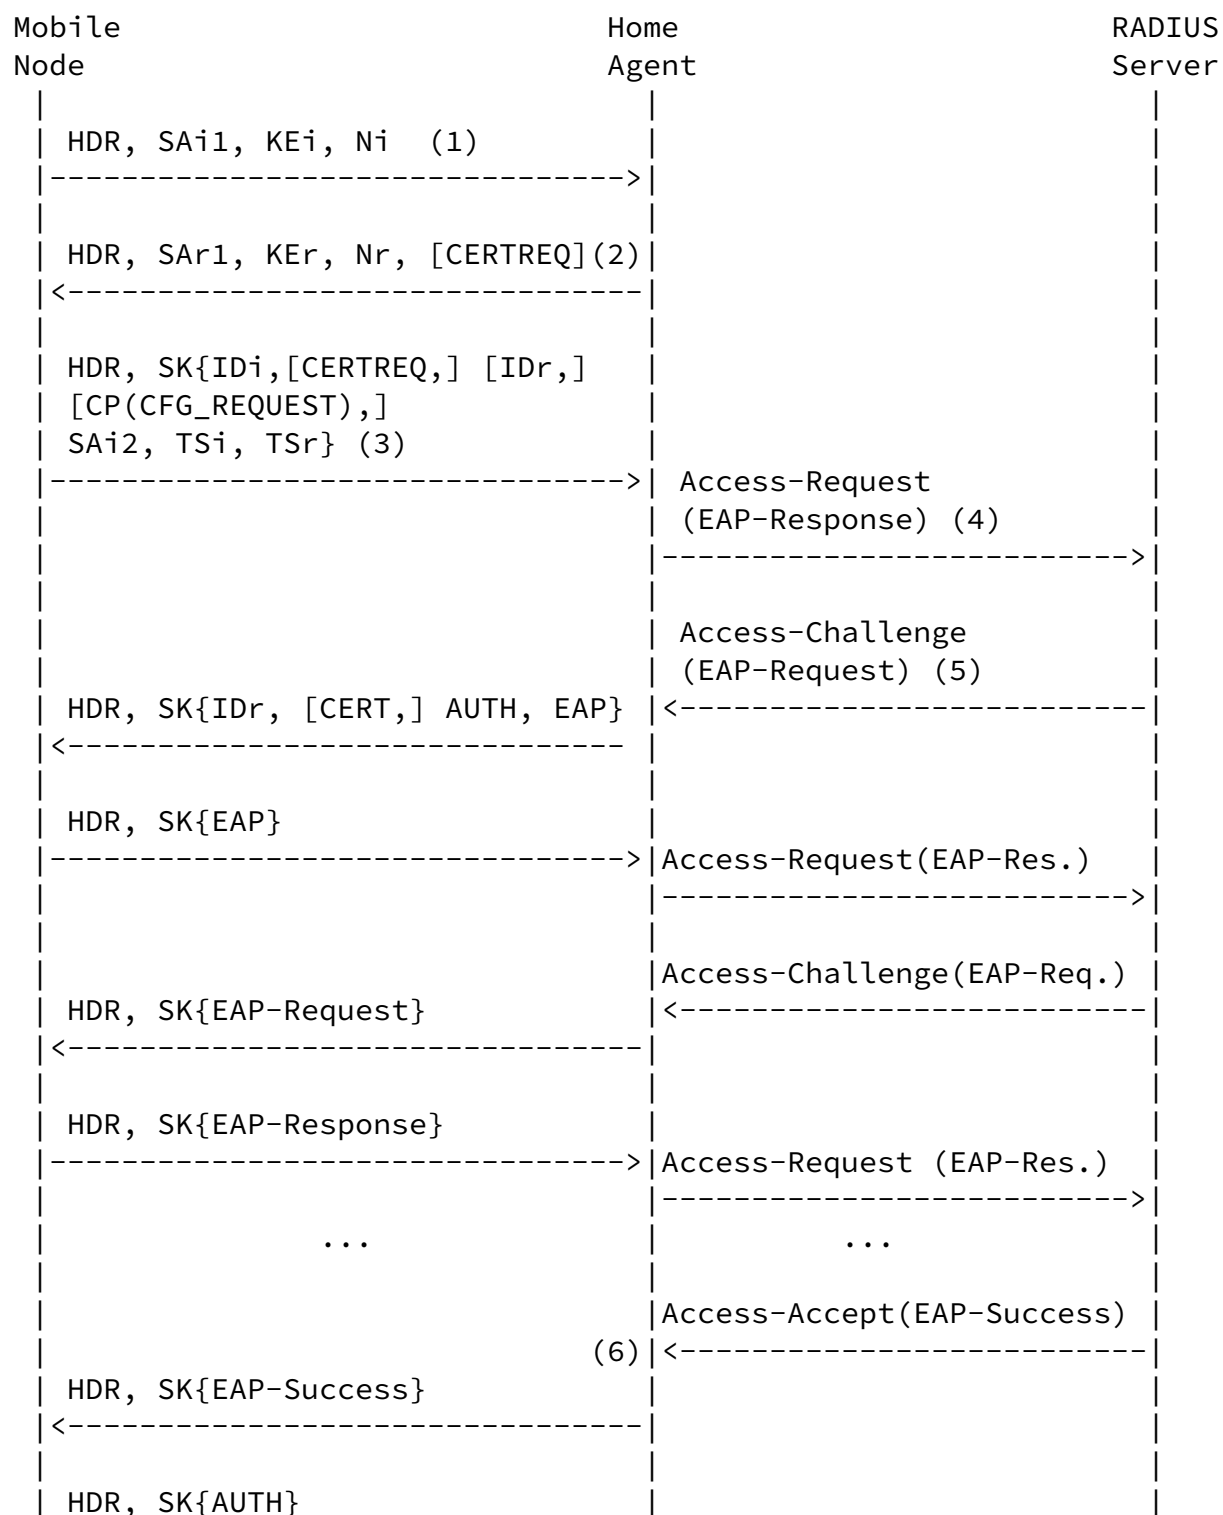 Mobile Home RADIUS
Node Agent Server
HDR, SAi1, KEi, Ni (1)
HDR, SAr1, KEr, Nr, [CERTREQ](2)
HDR, SK{IDi,[CERTREQ,] [IDr,]
[CP(CFG_REQUEST),]
SAi2, TSi, TSr} (3)
Access-Request
(EAP-Response) (4)
Access-Challenge
(EAP-Request) (5)
HDR, SK{IDr, [CERT,] AUTH, EAP}
HDR, SK{EAP}
Access-Request(EAP-Res.)
Access-Challenge(EAP-Req.)
HDR, SK{EAP-Request}
HDR, SK{EAP-Response}
Access-Request (EAP-Res.)
... ...
Access-Accept(EAP-Success)
(6)
HDR, SK{EAP-Success}
HDR, SK{AUTH}